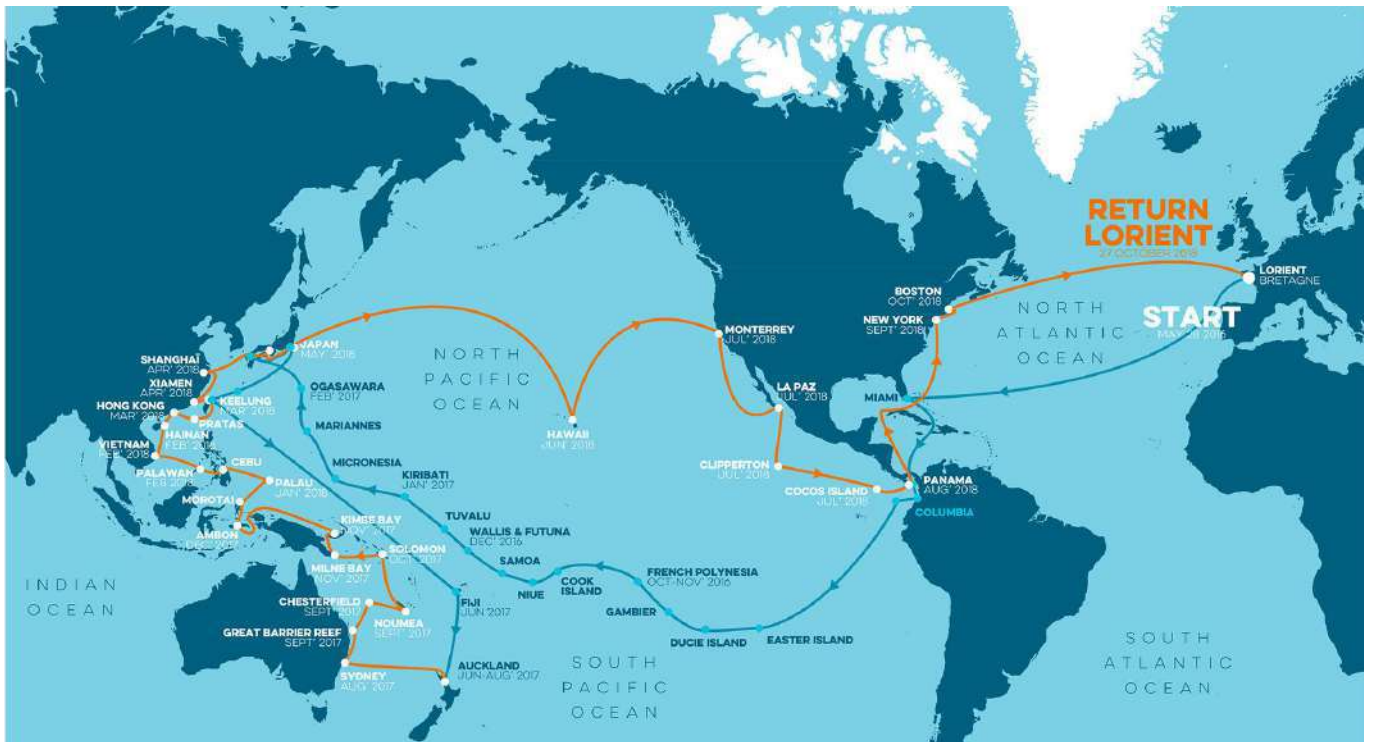 RETURN
LORIENT
27 OCTOBER 2018
LORIENT
BRETAGNE
START
BOSTON
OCT' 2018
NEW YORK
SEPT' 2018
NORTH
ATLANTIC
OCEAN
MONTERREY
JUL' 2018
JAPAN
MAY' 2018
SHANGHAÏ
APR' 2018
XIAMEN
APR' 2018
NORTH
PACIFIC
OCEAN
LA PAZ
JUL' 2018
OGASAWARA
FEB' 2017
KEELUNG
MAR' 2018
MIAMI
HONG KONG
MAR' 2018
PRATAS
HAINAN
FEB' 2018
MARIANNES
HAWAII
JUN' 2018
VIETNAM
FEB' 2018
CEBU
MICRONESIA
CLIPPERTON
JUL' 2018
PALAWAN
FEB 2018
PALAU
JAN' 2018
KIRIBATI
JAN' 2017
COCOS ISLAND
JUL' 2018
PANAMA
AUG' 2018
COLUMBIA
MOROTAI
TUVALU
KIMBE BAY
NOV' 2017
AMBON
DEC' 2017
WALLIS & FUTUNA
DEC' 2016
SOLOMON
OCT' 2017
MILNE BAY
NOV' 2017
SAMOA
FRENCH POLYNESIA
OCT-NOV' 2016
INDIAN
OCEAN
COOK
ISLAND
NIUE
FIJI
JUN 2017
CHESTERFIELD
SEPT' 2017
NOUMEA
SEPT' 2017
GAMBIER
GREAT BARRIER REEF
SEPT' 2017
DUCIE ISLAND
EASTER ISLAND
SYDNEY
AUG' 2017
AUCKLAND
JUN-AUG' 2017
SOUTH
PACIFIC
OCEAN
SOUTH
ATLANTIC
OCEAN